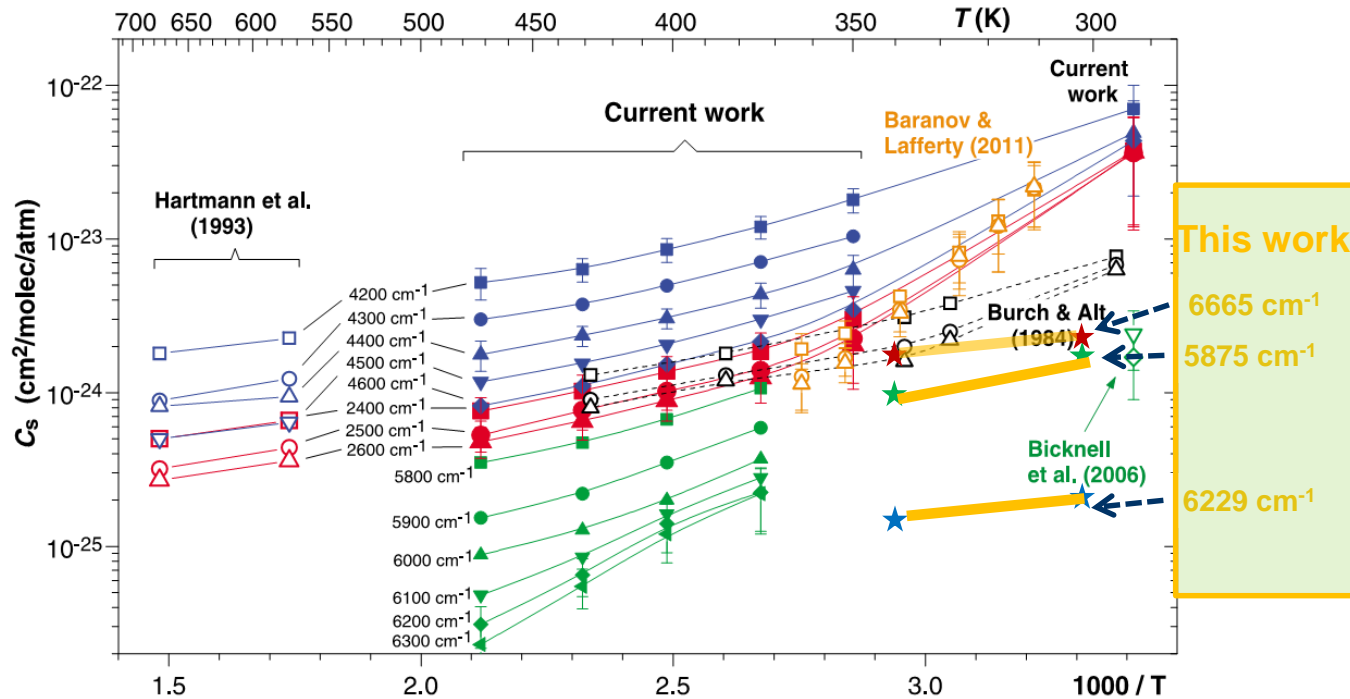 700 650 600 550 500 450 400 350 T (K) 300
10-22
10-23
10-24
10-25
Cs (cm2/molec/atm)
Current work
Current
work
Baranov &
Lafferty (2011)
Hartmann et al.
(1993)
This work
4200 cm-1
4300 cm-1
4400 cm-1
4500 cm-1
4600 cm-1
2400 cm-1
2500 cm-1
2600 cm-1
5800 cm-1
5900 cm-1
6000 cm-1
6100 cm-1
6200 cm-1
6300 cm-1
Burch & Alt
(1984)
6665 cm-1
5875 cm-1
Bicknell
et al. (2006)
6229 cm-1
1.5 2.0 2.5 3.0 1000 / T